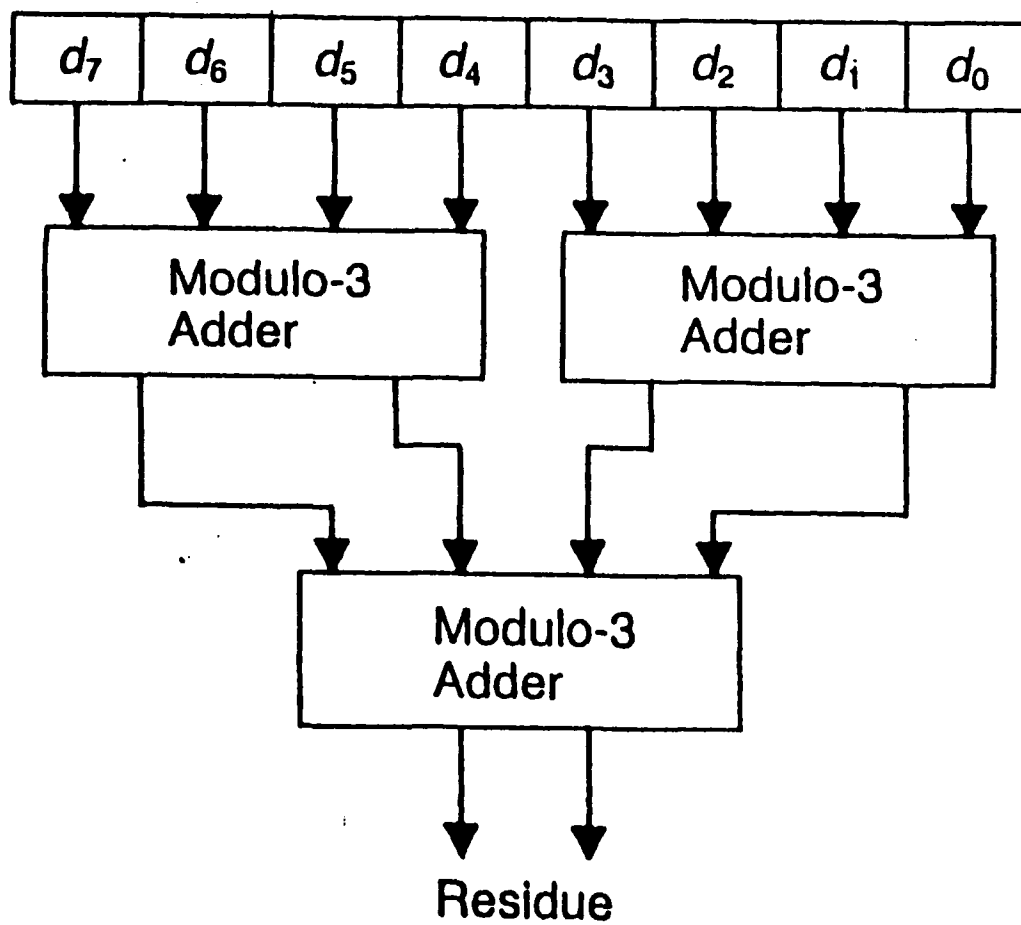 d₇ d₆ d₅ d₄ d₃ d₂ d₁ d₀
Modulo-3
Adder
Modulo-3
Adder
Modulo-3
Adder
Residue